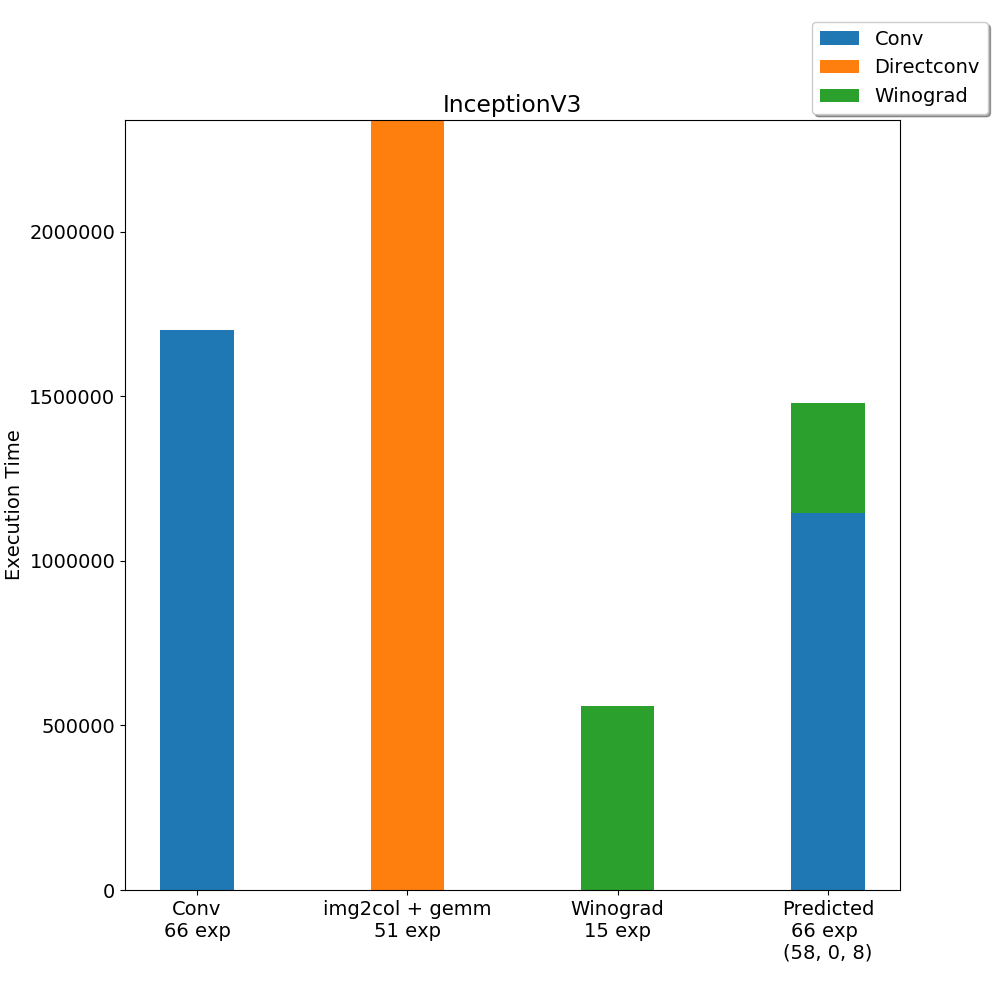 Conv
Directconv
Winograd
InceptionV3
2000000
1500000
1000000
500000
0
Execution Time
Conv
66 exp
img2col + gemm
51 exp
Winograd
15 exp
Predicted
66 exp
(58, 0, 8)